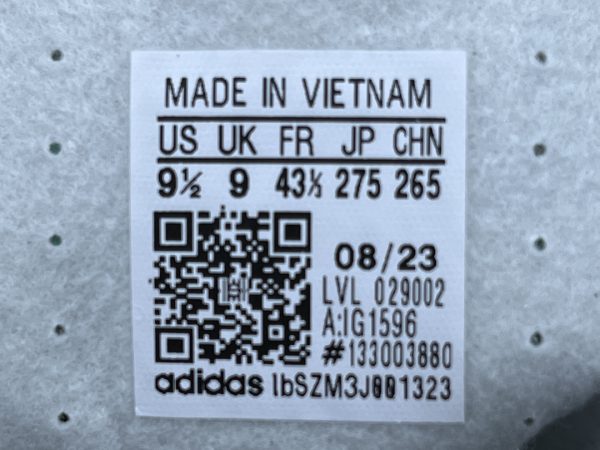 MADE IN VIETNAM
US UK FR JP CHN
9½ 9 43⅓ 275 265
08/23
LVL 029002
A:IG1596
#133003880
adidas